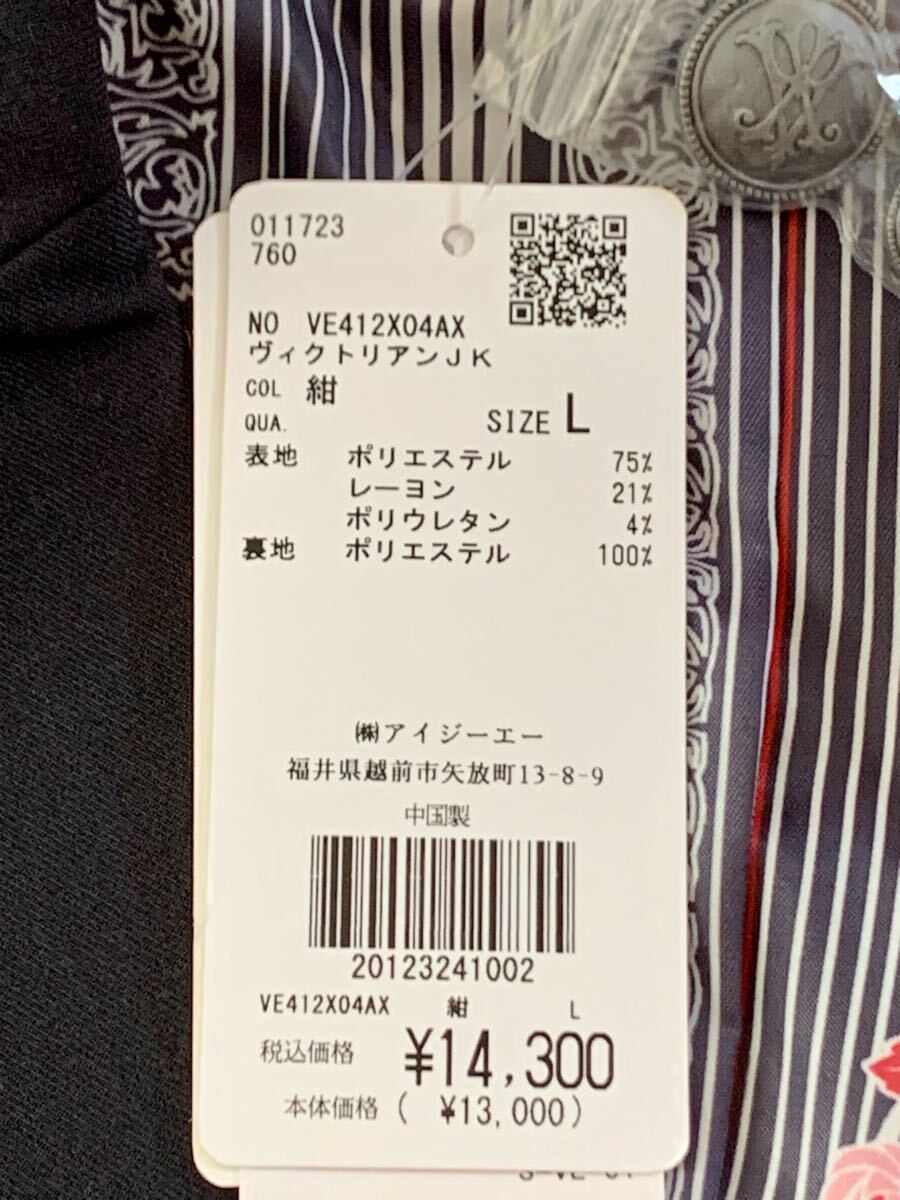 011723
760
NO VE412X04AX
ヴィクトリアンJK
COL 紺
QUA. SIZE L
表地 ポリエステル 75%
レーヨン 21%
ポリウレタン 4%
裏地 ポリエステル 100%
㈱アイジーエー
福井県越前市矢放町13-8-9
中国製
20123241002
VE412X04AX 紺 L
税込価格 ¥14,300
本体価格 ( ¥13,000)